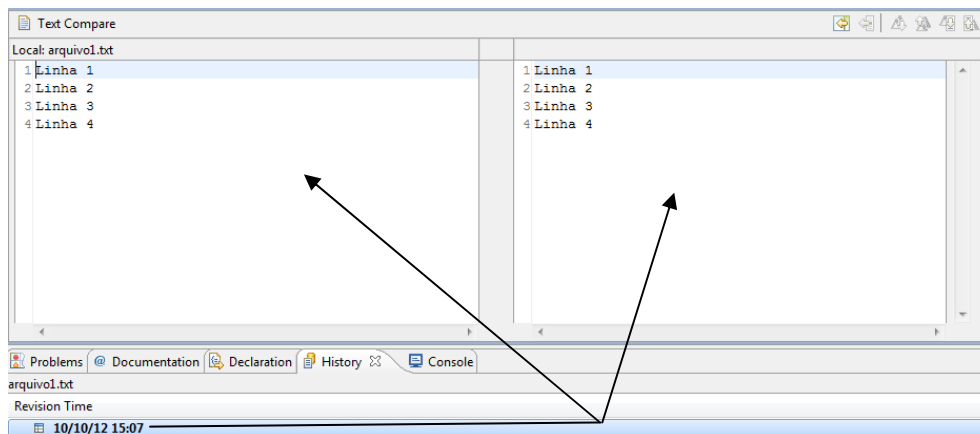 Text Compare
Local: arquivo1.txt
1 Linha 1
2 Linha 2
3 Linha 3
4 Linha 4
1 Linha 1
2 Linha 2
3 Linha 3
4 Linha 4
Problems @ Documentation Declaration History Console
arquivo1.txt
Revision Time
10/10/12 15:07